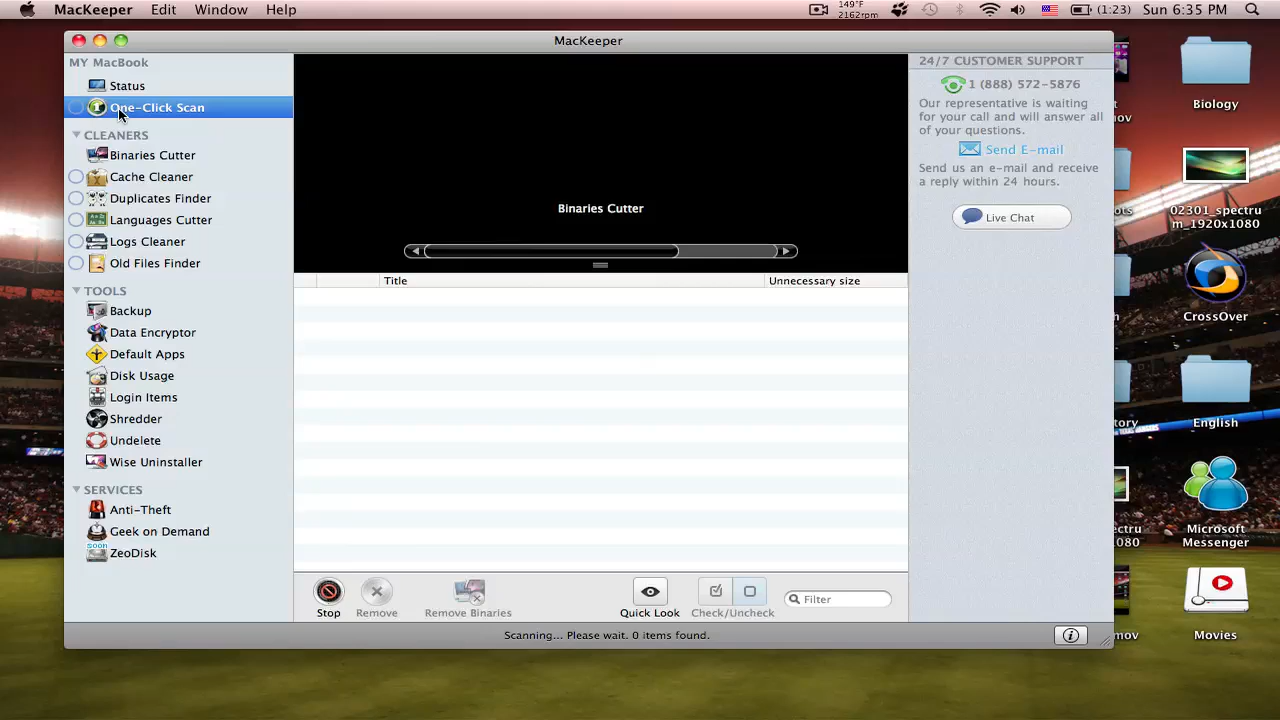 MacKeeper Edit Window Help
149°F
2162rpm
(1:23) Sun 6:35 PM
MacKeeper
MY MacBook
Status
One-Click Scan
CLEANERS
Binaries Cutter
Cache Cleaner
Duplicates Finder
Languages Cutter
Logs Cleaner
Old Files Finder
TOOLS
Backup
Data Encryptor
Default Apps
Disk Usage
Login Items
Shredder
Undelete
Wise Uninstaller
SERVICES
Anti-Theft
Geek on Demand
SOON
ZeoDisk
Binaries Cutter
Title Unnecessary size
Stop
Remove
Remove Binaries
Quick Look
Check/Uncheck
Filter
Scanning... Please wait. 0 items found.
24/7 CUSTOMER SUPPORT
1 (888) 572-5876
Our representative is waiting
for your call and will answer all
of your questions.
Send E-mail
Send us an e-mail and receive
a reply within 24 hours.
Live Chat
Biology
02301_spectru
m_1920x1080
CrossOver
English
Microsoft
Messenger
Movies